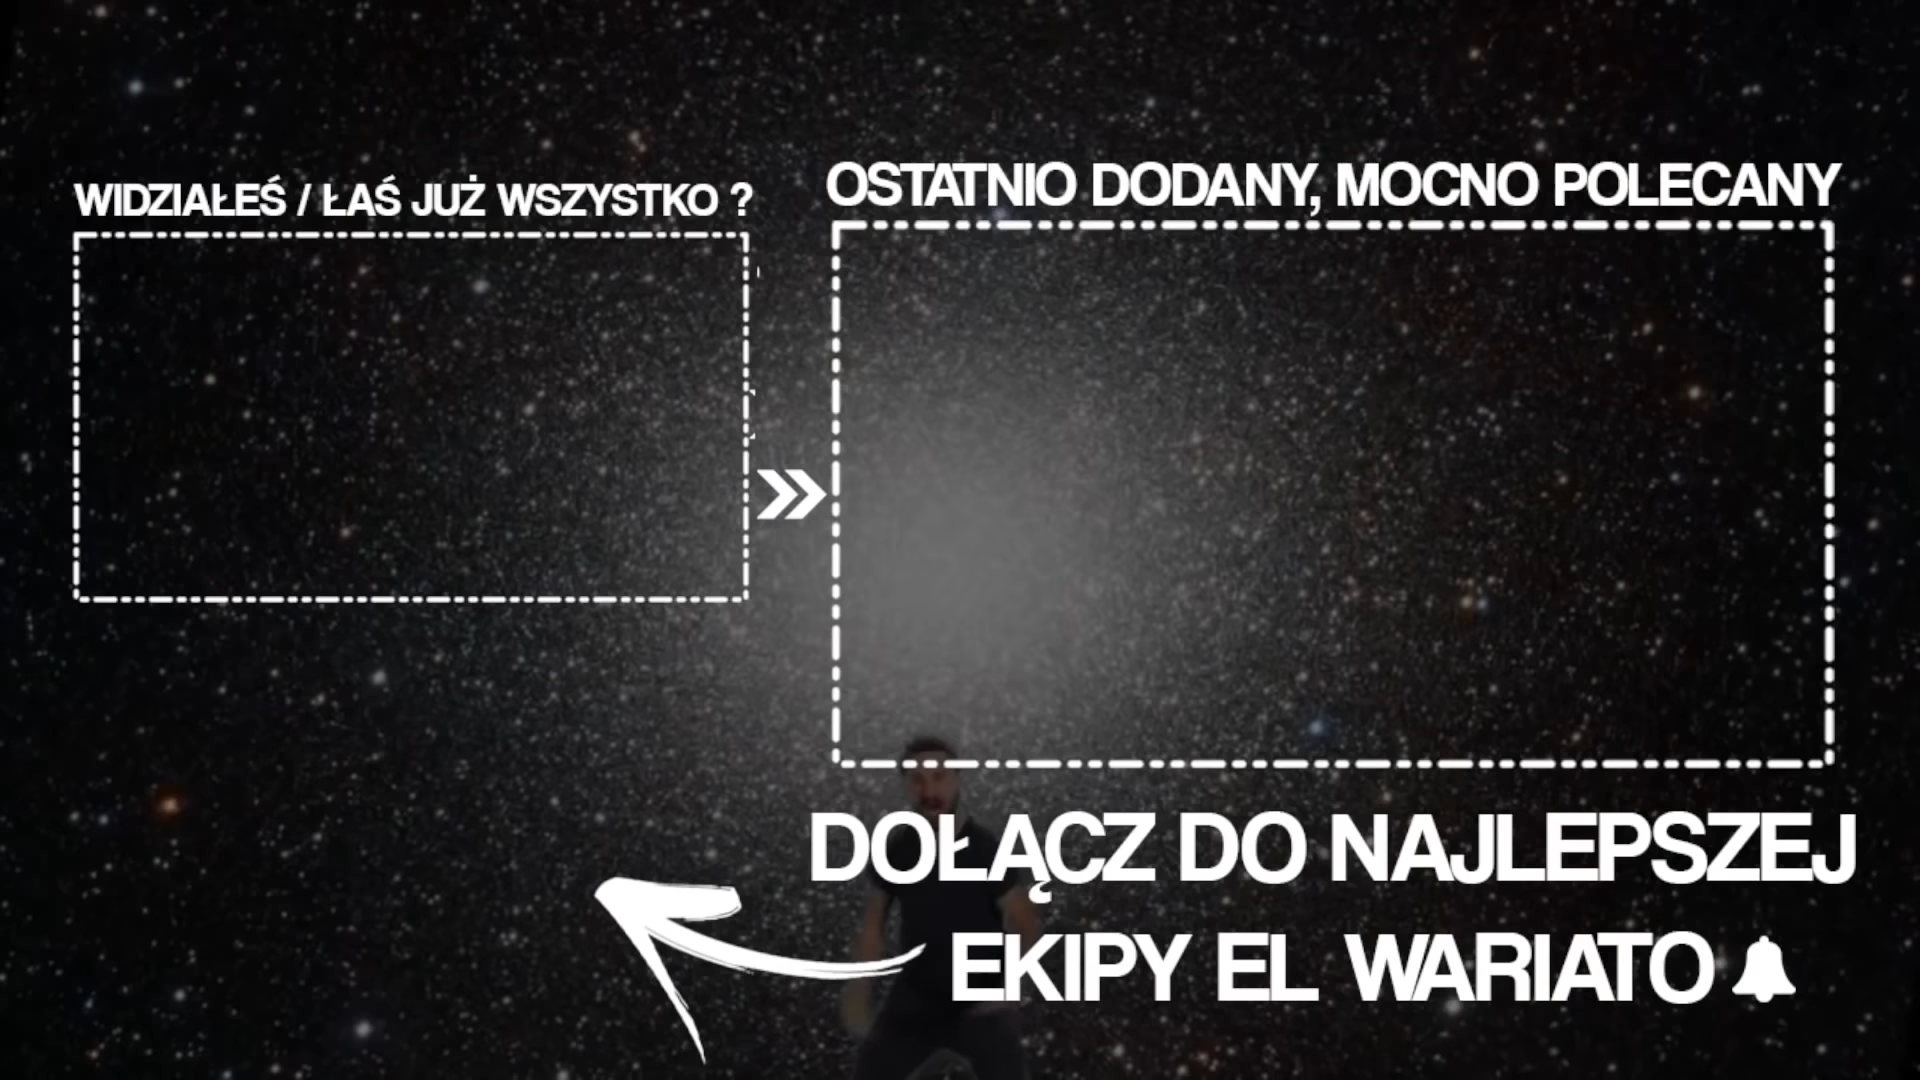 WIDZIAŁEŚ / ŁAŚ JUŻ WSZYSTKO ?
OSTATNIO DODANY, MOCNO POLECANY
DOŁĄCZ DO NAJLEPSZEJ
EKIPY EL WARIATO